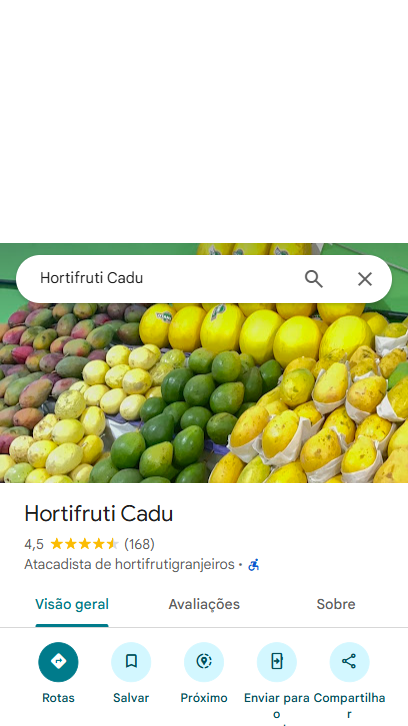 Hortifruti Cadu
Hortifruti Cadu
4,5 (168)
Atacadista de hortifrutigranjeiros ·
Visão geral Avaliações Sobre
Rotas Salvar Próximo Enviar para Compartilha
o r